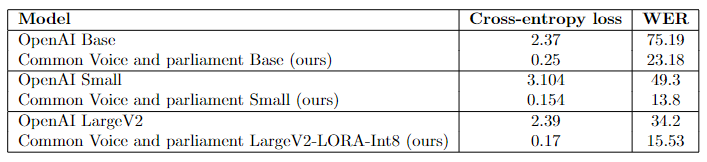 Model Cross-entropy loss WER
OpenAI Base 2.37 75.19
Common Voice and parliament Base (ours) 0.25 23.18
OpenAI Small 3.104 49.3
Common Voice and parliament Small (ours) 0.154 13.8
OpenAI LargeV2 2.39 34.2
Common Voice and parliament LargeV2-LORA-Int8 (ours) 0.17 15.53